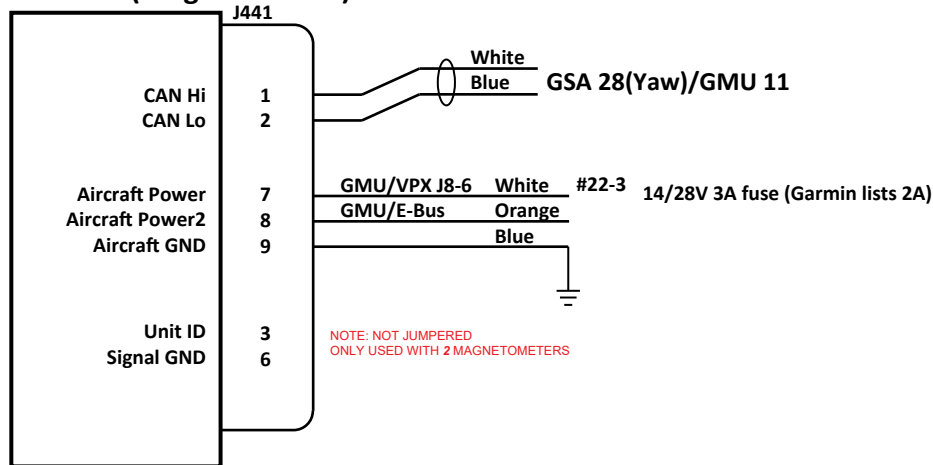 J441
White
Blue GSA 28(Yaw)/GMU 11
CAN Hi 1
CAN Lo 2
Aircraft Power 7 GMU/VPX J8-6 White #22-3 14/28V 3A fuse (Garmin lists 2A)
Aircraft Power2 8 GMU/E-Bus Orange
Aircraft GND 9 Blue
Unit ID 3 NOTE: NOT JUMPERED
Signal GND 6 ONLY USED WITH 2 MAGNETOMETERS